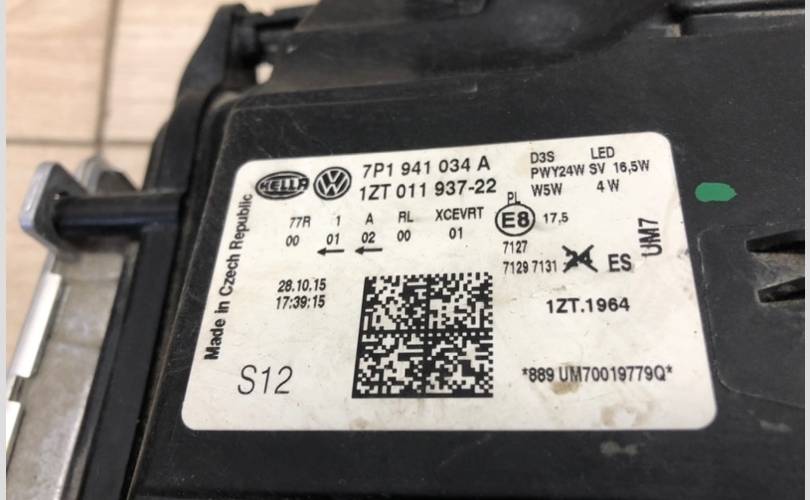 HELLA
7P1 941 034 A
1ZT 011 937-22
D3S LED
PWY24W SV 16,5W
W5W 4 W
77R 1 A RL XCEVRT
00 01 02 00 01
PL
E8 17,5
7127
7129 7131 24 ES
UM7
Made in Czech Republic
28.10.15
17:39:15
1ZT.1964
S12
*889 UM70019779Q*